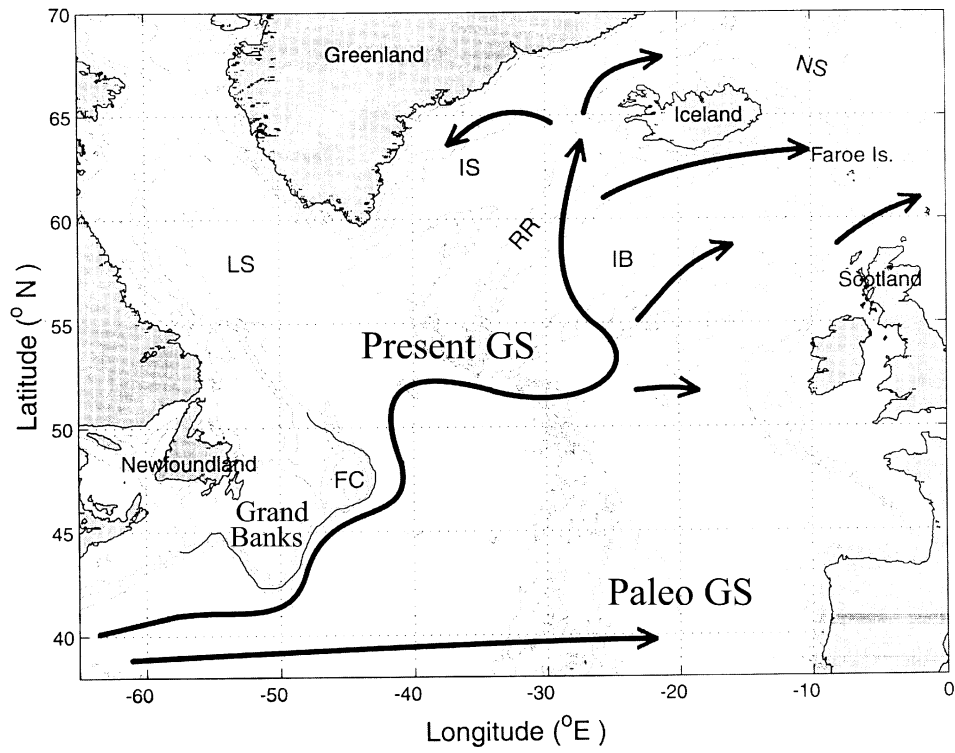 70
65
60
55
50
45
40
Latitude (° N)
Greenland
NS
Iceland
IS
Faroe Is.
RR
LS
IB
Scotland
Present GS
Newfoundland
FC
Grand
Banks
Paleo GS
-60
-50
-40
-30
-20
-10
0
Longitude (°E )